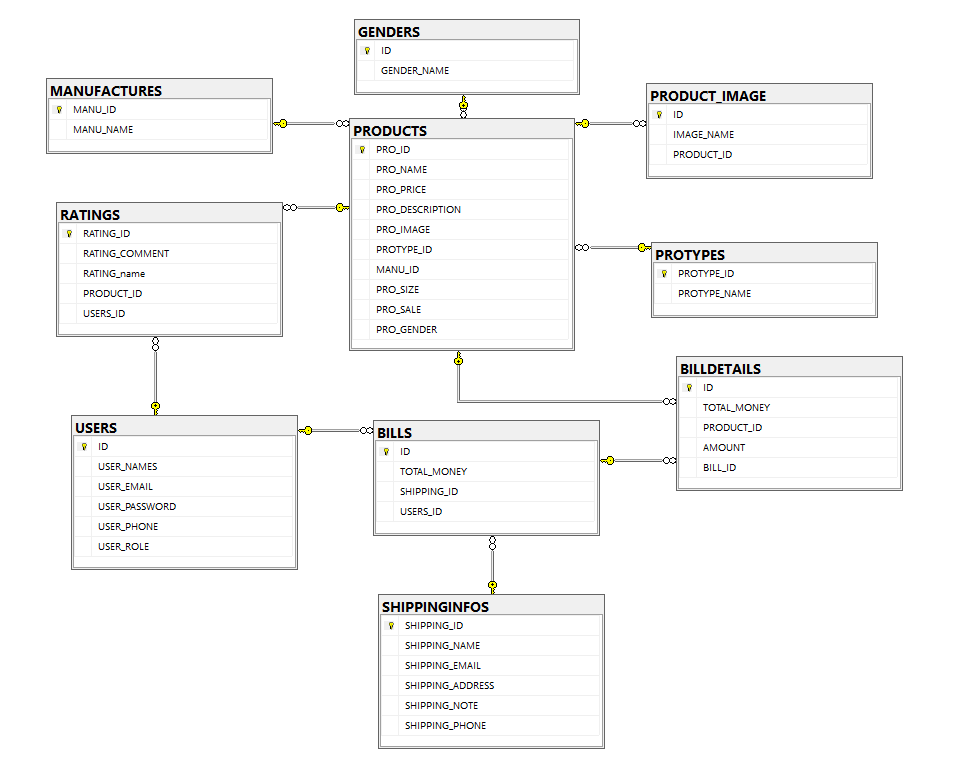 GENDERS
ID
GENDER_NAME
MANUFACTURES
MANU_ID
MANU_NAME
PRODUCT_IMAGE
ID
IMAGE_NAME
PRODUCT_ID
PRODUCTS
PRO_ID
PRO_NAME
PRO_PRICE
PRO_DESCRIPTION
PRO_IMAGE
PROTYPE_ID
MANU_ID
PRO_SIZE
PRO_SALE
PRO_GENDER
RATINGS
RATING_ID
RATING_COMMENT
RATING_name
PRODUCT_ID
USERS_ID
PROTYPES
PROTYPE_ID
PROTYPE_NAME
BILLDETAILS
ID
TOTAL_MONEY
PRODUCT_ID
AMOUNT
BILL_ID
USERS
ID
USER_NAMES
USER_EMAIL
USER_PASSWORD
USER_PHONE
USER_ROLE
BILLS
ID
TOTAL_MONEY
SHIPPING_ID
USERS_ID
SHIPPINGINFOS
SHIPPING_ID
SHIPPING_NAME
SHIPPING_EMAIL
SHIPPING_ADDRESS
SHIPPING_NOTE
SHIPPING_PHONE